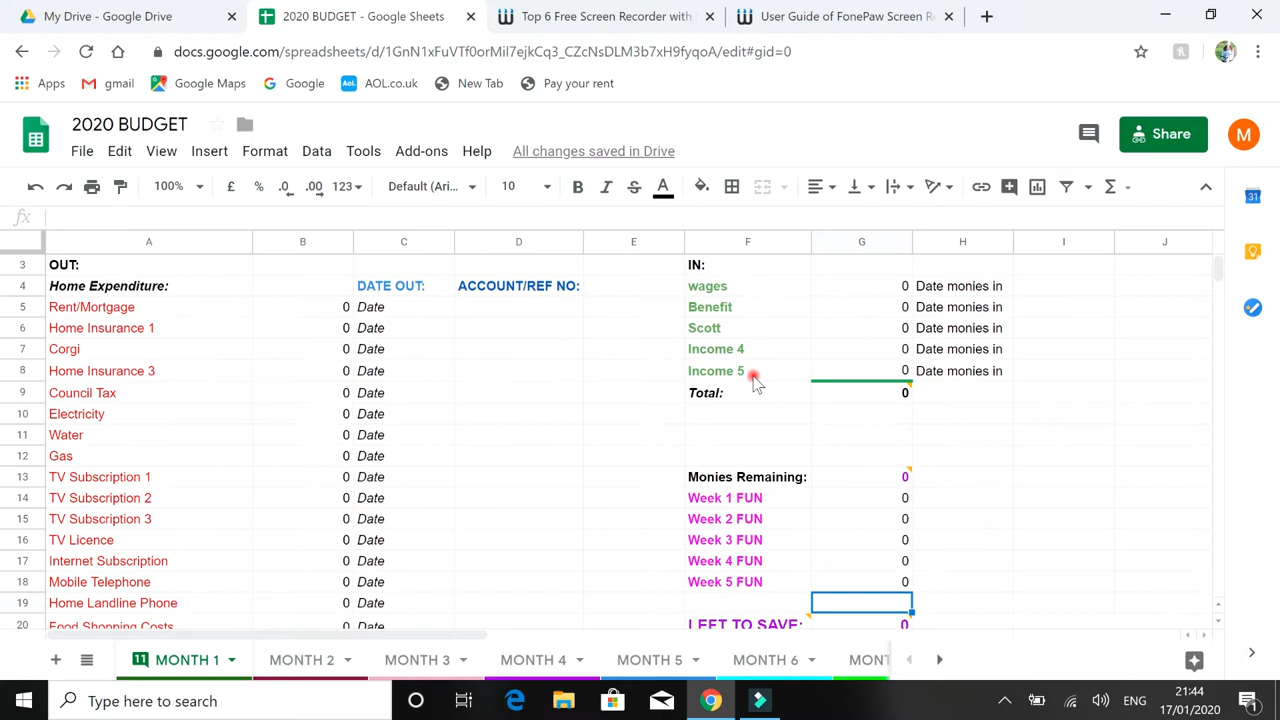 My Drive - Google Drive
2020 BUDGET - Google Sheets
Top 6 Free Screen Recorder with
User Guide of FonePaw Screen R
docs.google.com/spreadsheets/d/1GnN1xFuVTf0orMil7ejkCq3_CZcNsDLM3b7xH9fyqoA/edit#gid=0
Apps gmail Google Maps Google Aol. AOL.co.uk New Tab Pay your rent
2020 BUDGET
File Edit View Insert Format Data Tools Add-ons Help All changes saved in Drive
Share
M
100% £ % .0 .00 123 Default (Ari... 10 B I S A Σ
31
fx
A B C D E F G H I J
3 OUT: IN:
4 Home Expenditure: DATE OUT: ACCOUNT/REF NO: wages 0 Date monies in
5 Rent/Mortgage 0 Date Benefit 0 Date monies in
6 Home Insurance 1 0 Date Scott 0 Date monies in
7 Corgi 0 Date Income 4 0 Date monies in
8 Home Insurance 3 0 Date Income 5 0 Date monies in
9 Council Tax 0 Date Total: 0
10 Electricity 0 Date
11 Water 0 Date
12 Gas 0 Date
13 TV Subscription 1 0 Date Monies Remaining: 0
14 TV Subscription 2 0 Date Week 1 FUN 0
15 TV Subscription 3 0 Date Week 2 FUN 0
16 TV Licence 0 Date Week 3 FUN 0
17 Internet Subscription 0 Date Week 4 FUN 0
18 Mobile Telephone 0 Date Week 5 FUN 0
19 Home Landline Phone 0 Date
20 Food Shopping Costs 0 Date LEFT TO SAVE: 0
11 MONTH 1 MONTH 2 MONTH 3 MONTH 4 MONTH 5 MONTH 6 MONT
Type here to search
ENG
21:44
17/01/2020
1